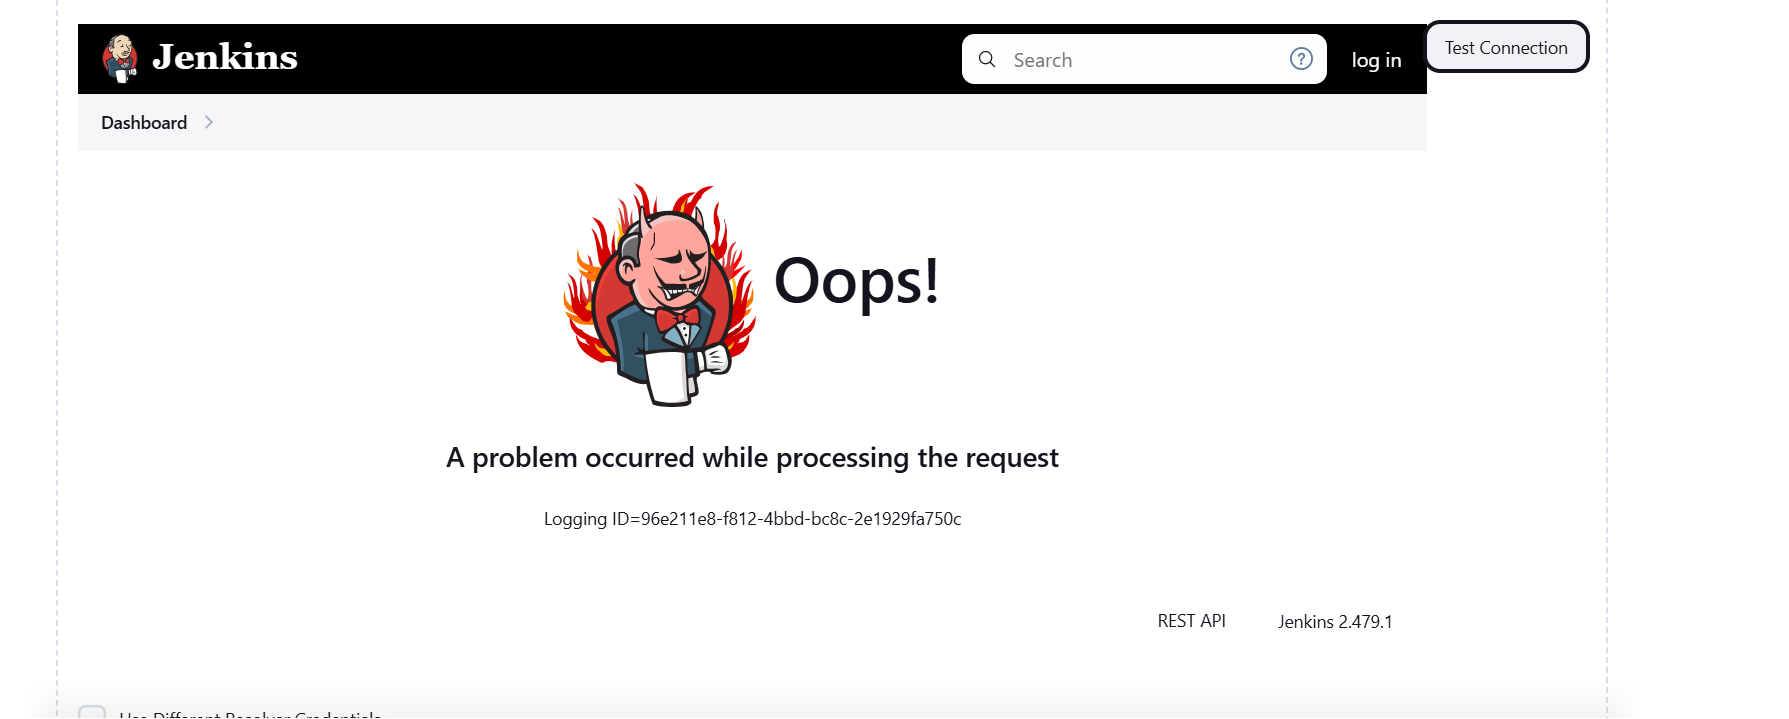 Jenkins
Search
log in
Test Connection
Dashboard
Oops!
A problem occurred while processing the request
Logging ID=96e211e8-f812-4bbd-bc8c-2e1929fa750c
REST API
Jenkins 2.479.1
Use Different Resolver Credentials